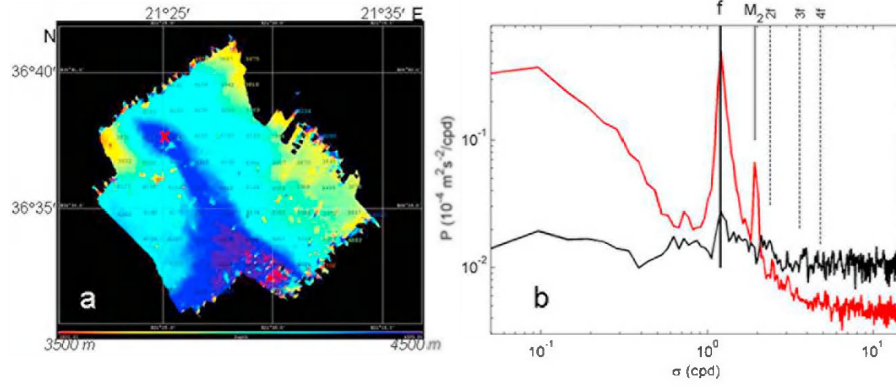 21°25' 21°35'
N E
36°40'
36°35'
a
3500 m 4500 m
f M₂ 2f 3f 4f
P (10⁻⁴ m²s⁻²/cpd)
10⁻¹
10⁻²
b
10⁻¹ 10⁰ 10¹
σ (cpd)